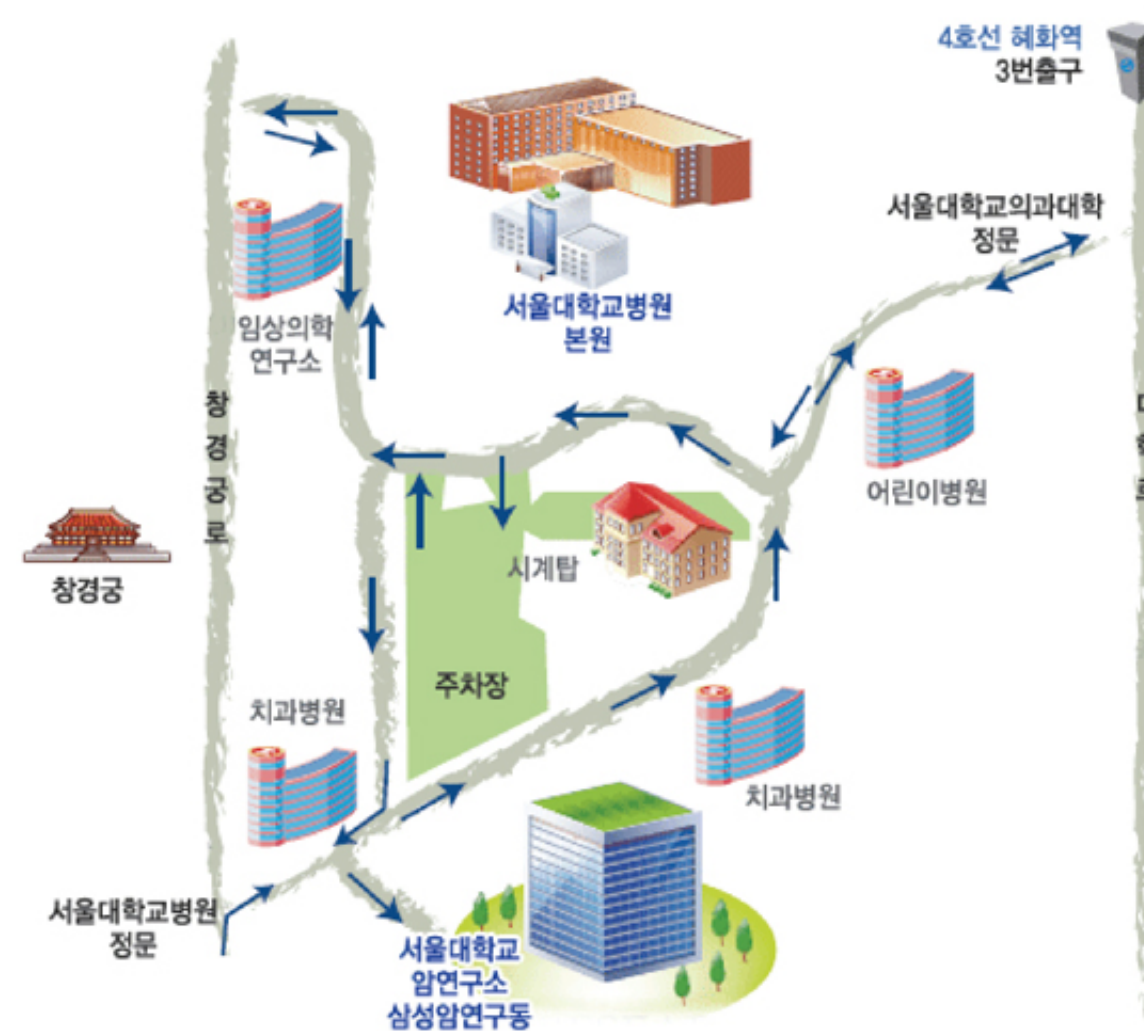 4호선 혜화역
3번출구
서울대학교의과대학
정문
서울대학교병원
본원
임상의학
연구소
창
경
궁
로
어린이병원
창경궁
시계탑
주차장
치과병원
치과병원
서울대학교병원
정문
서울대학교
암연구소
삼성암연구동